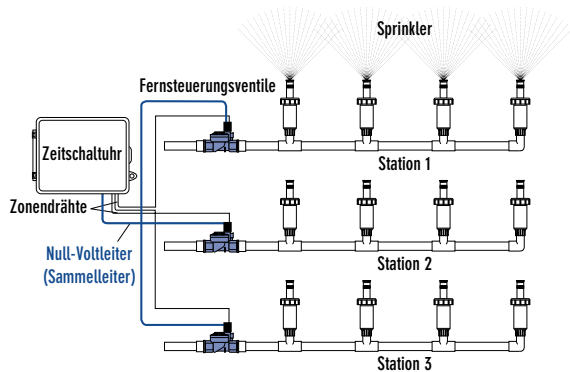 Sprinkler
Fernsteuerungsventile
Zeitschaltuhr
Station 1
Zonendrähte
Null-Voltleiter
(Sammelleiter)
Station 2
Station 3